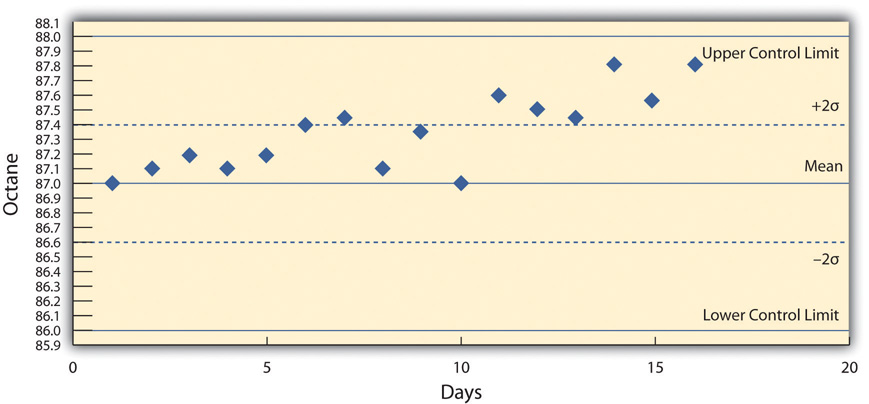 Octane
88.1
88.0
87.9
87.8
87.7
87.6
87.5
87.4
87.2
87.1
87.0
86.9
86.8
86.7
86.6
86.5
86.4
86.3
86.2
86.1
86.0
85.9
Upper Control Limit
+2σ
Mean
–2σ
Lower Control Limit
0 5 10 15 20
Days